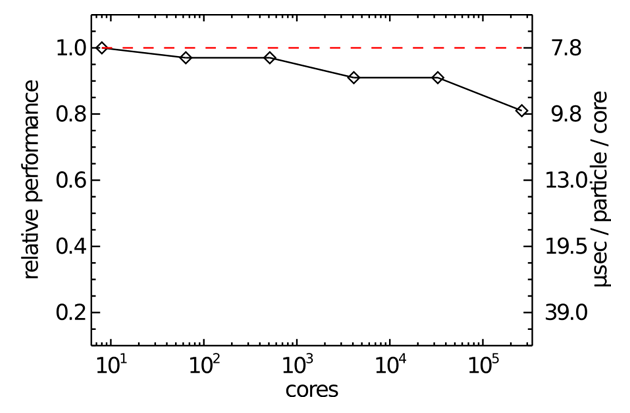 relative performance
1.0
0.8
0.6
0.4
0.2
10¹ 10² 10³ 10⁴ 10⁵
cores
7.8
9.8
13.0
19.5
39.0
μsec / particle / core